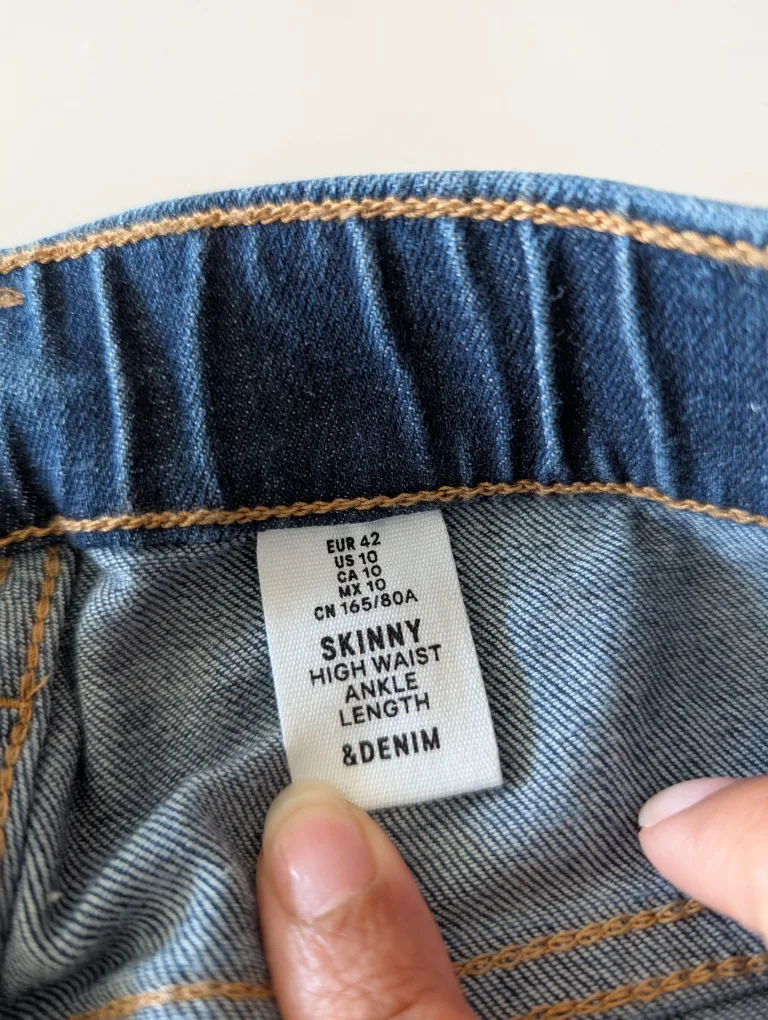 EUR 42
US 10
CA 10
MX 10
CN 165/80A
SKINNY
HIGH WAIST
ANKLE
LENGTH
&DENIM